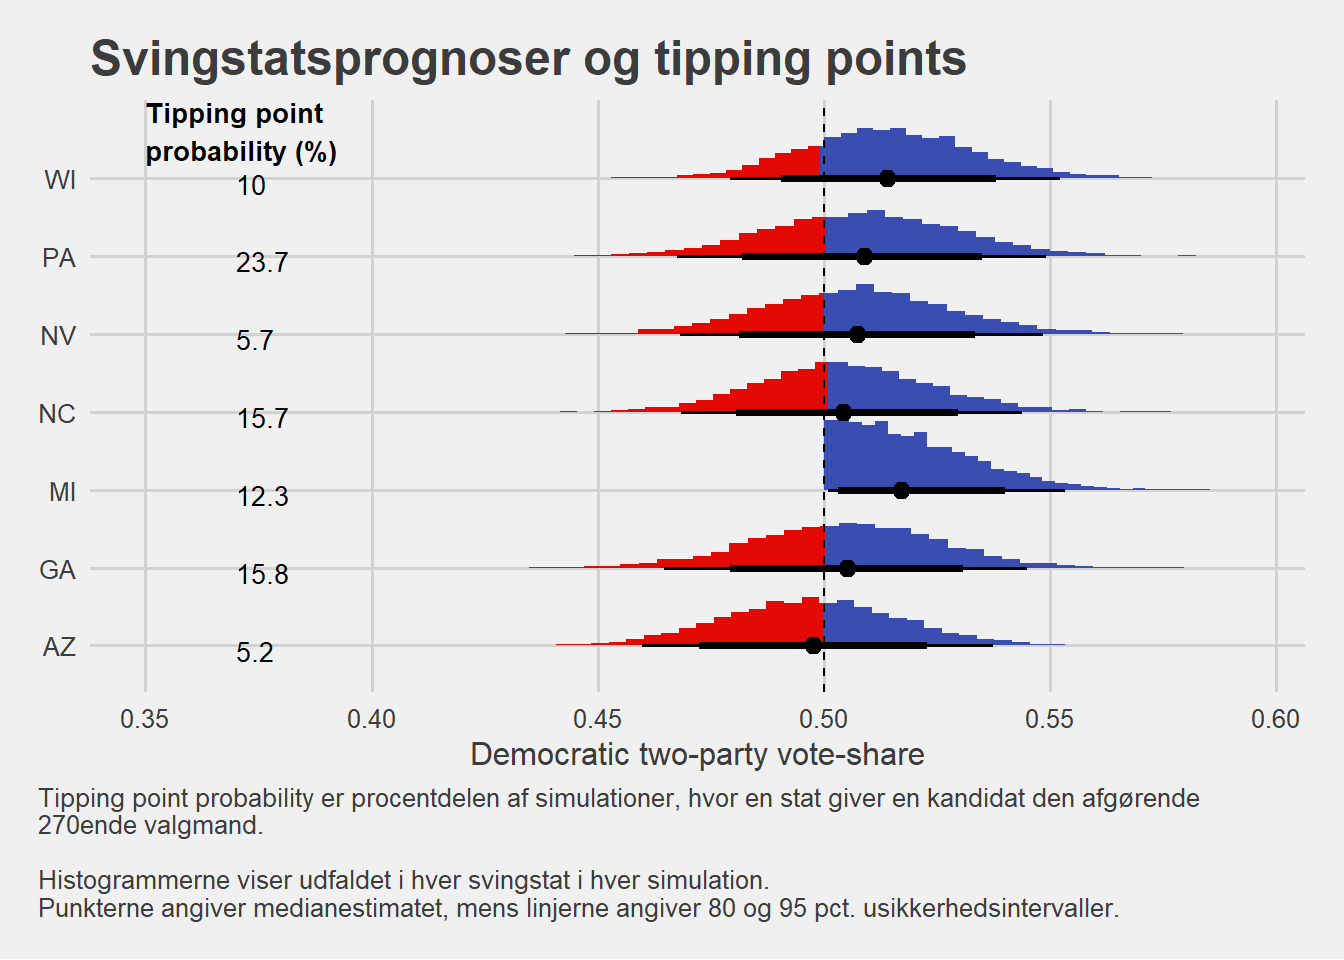 Svingstatsprognoser og tipping points
Tipping point
probability (%)
WI 10
PA 23.7
NV 5.7
NC 15.7
MI 12.3
GA 15.8
AZ 5.2
0.35 0.40 0.45 0.50 0.55 0.60
Democratic two-party vote-share
Tipping point probability er procentdelen af simulationer, hvor en stat giver en kandidat den afgørende
270ende valgmand.
Histogrammerne viser udfaldet i hver svingstat i hver simulation.
Punkterne angiver medianestimatet, mens linjerne angiver 80 og 95 pct. usikkerhedsintervaller.